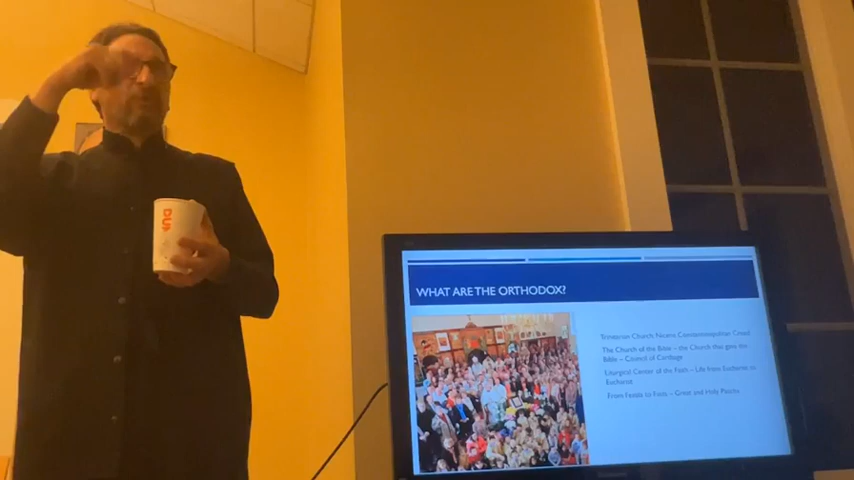 DU
WHAT ARE THE ORTHODOX?
Trinitarian Church, Nicene Constantinopolitan Creed
The Church of the Bible – the Church that gave the
Bible – Council of Carthage
Liturgical Center of the Faith – Life from Eucharist to
Eucharist
From Feasts to Fasts – Great and Holy Pascha